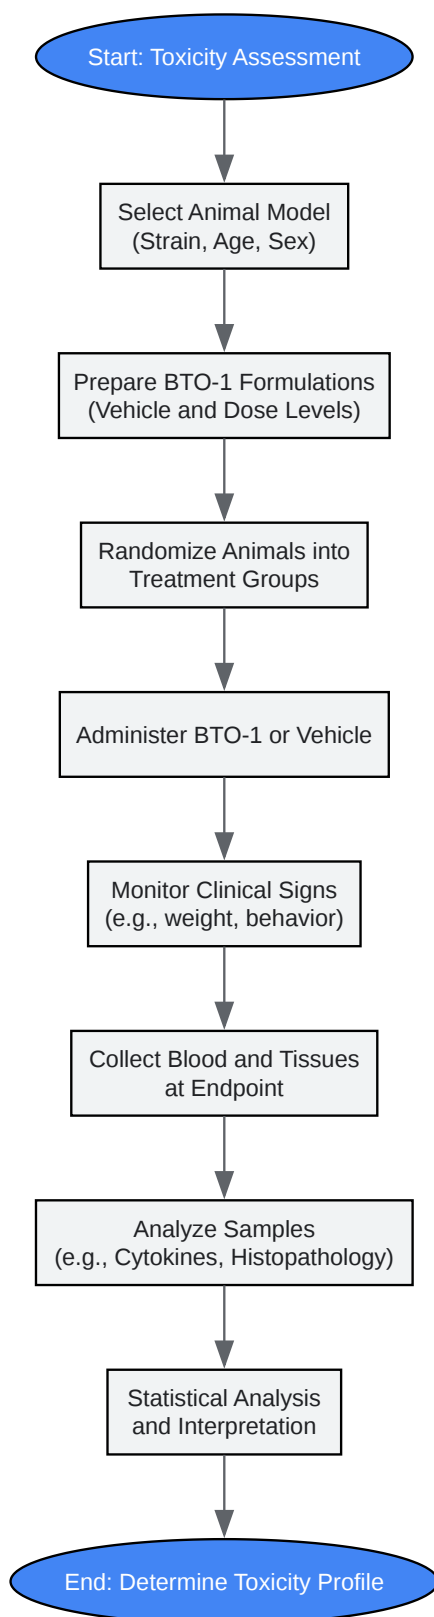 Start: Toxicity Assessment
Select Animal Model
(Strain, Age, Sex)
Prepare BTO-1 Formulations
(Vehicle and Dose Levels)
Randomize Animals into
Treatment Groups
Administer BTO-1 or Vehicle
Monitor Clinical Signs
(e.g., weight, behavior)
Collect Blood and Tissues
at Endpoint
Analyze Samples
(e.g., Cytokines, Histopathology)
Statistical Analysis
and Interpretation
End: Determine Toxicity Profile